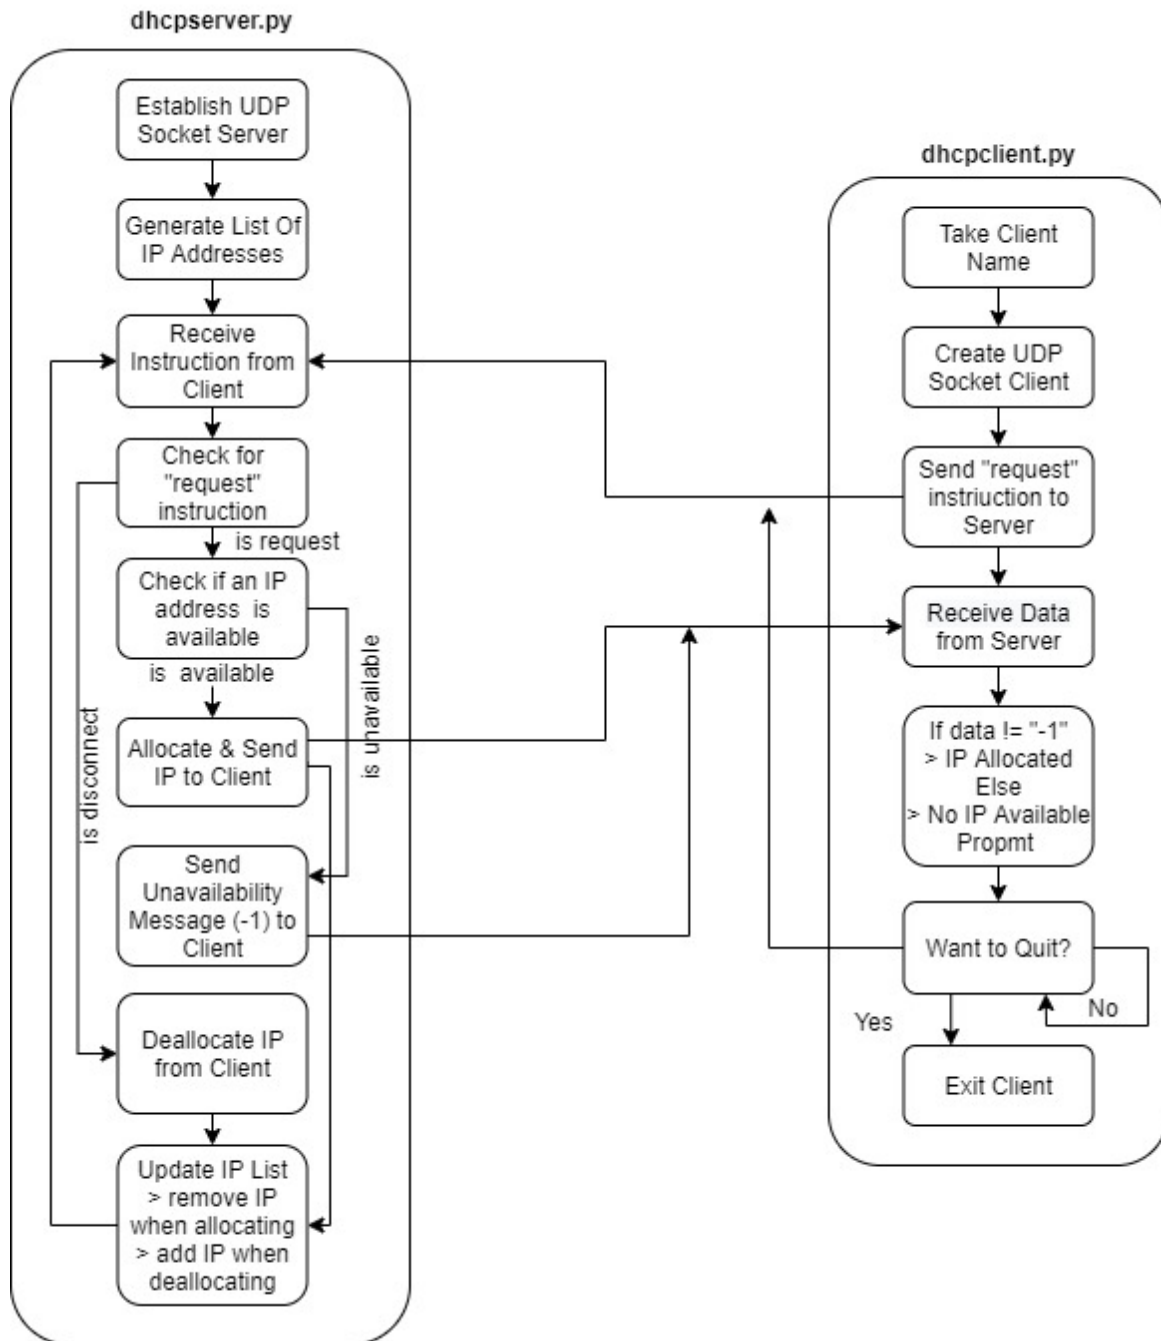 dhcpserver.py
Establish UDP
Socket Server
Generate List Of
IP Addresses
Receive
Instruction from
Client
Check for
"request"
instruction
is request
Check if an IP
address is
available
is available
is unavailable
is disconnect
Allocate & Send
IP to Client
Send
Unavailability
Message (-1) to
Client
Deallocate IP
from Client
Update IP List
> remove IP
when allocating
> add IP when
deallocating
dhcpclient.py
Take Client
Name
Create UDP
Socket Client
Send "request"
instriuction to
Server
Receive Data
from Server
If data != "-1"
> IP Allocated
Else
> No IP Available
Propmt
Want to Quit?
No
Yes
Exit Client